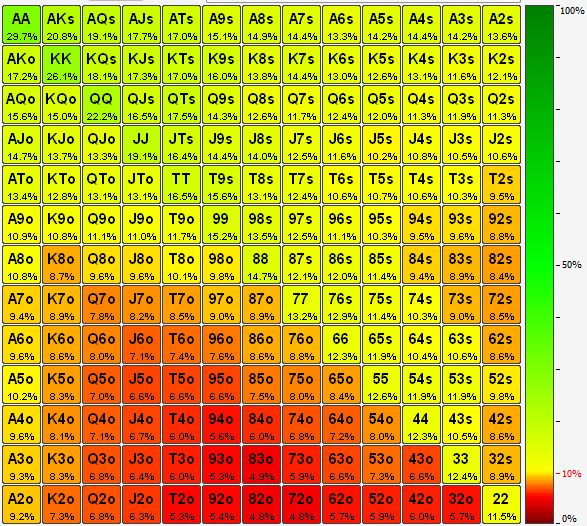 AA AKs AQs AJs ATs A9s A8s A7s A6s A5s A4s A3s A2s
29.7% 20.8% 19.1% 17.7% 17.0% 15.1% 14.9% 14.4% 13.3% 14.2% 14.4% 14.2% 13.6%
AKo KK KQs KJs KTs K9s K8s K7s K6s K5s K4s K3s K2s
17.2% 26.1% 18.1% 17.3% 17.0% 16.0% 13.8% 14.4% 13.0% 12.6% 13.1% 11.6% 12.1%
AQo KQo QQ QJs QTs Q9s Q8s Q7s Q6s Q5s Q4s Q3s Q2s
15.6% 15.0% 22.2% 16.5% 17.5% 14.3% 12.6% 11.7% 12.4% 12.0% 11.3% 11.9% 11.3%
AJo KJo QJo JJ JTs J9s J8s J7s J6s J5s J4s J3s J2s
14.7% 13.7% 13.3% 19.1% 16.4% 14.4% 14.0% 12.5% 11.6% 10.2% 10.8% 10.5% 10.6%
ATo KTo QTo JTo TT T9s T8s T7s T6s T5s T4s T3s T2s
13.4% 12.8% 13.1% 13.1% 16.5% 15.6% 13.1% 12.4% 10.6% 10.7% 10.6% 10.3% 9.5%
A9o K9o Q9o J9o T9o 99 98s 97s 96s 95s 94s 93s 92s
10.9% 10.8% 11.1% 11.0% 11.7% 15.2% 13.5% 12.5% 11.1% 10.3% 9.5% 9.6% 8.8%
A8o K8o Q8o J8o T8o 98o 88 87s 86s 85s 84s 83s 82s
10.8% 8.7% 9.6% 9.6% 10.1% 9.8% 14.7% 12.1% 12.0% 11.4% 9.4% 8.9% 8.4%
A7o K7o Q7o J7o T7o 97o 87o 77 76s 75s 74s 73s 72s
9.4% 8.9% 7.8% 8.2% 8.5% 9.0% 8.9% 13.2% 12.9% 11.4% 10.3% 9.0% 8.5%
A6o K6o Q6o J6o T6o 96o 86o 76o 66 65s 64s 63s 62s
9.6% 8.6% 8.0% 7.1% 7.4% 7.6% 8.6% 8.8% 12.3% 11.9% 10.4% 10.6% 8.6%
A5o K5o Q5o J5o T5o 95o 85o 75o 65o 55 54s 53s 52s
10.2% 8.3% 7.0% 6.6% 6.6% 6.6% 7.5% 8.0% 8.4% 12.6% 11.9% 11.9% 9.8%
A4o K4o Q4o J4o T4o 94o 84o 74o 64o 54o 44 43s 42s
9.6% 8.1% 7.1% 6.7% 6.0% 5.6% 6.0% 6.8% 7.2% 8.0% 12.3% 10.5% 8.6%
A3o K3o Q3o J3o T3o 93o 83o 73o 63o 53o 43o 33 32s
9.3% 8.3% 6.8% 6.4% 6.0% 5.3% 4.9% 5.9% 6.6% 7.3% 6.6% 12.4% 8.9%
A2o K2o Q2o J2o T2o 92o 82o 72o 62o 52o 42o 32o 22
9.2% 7.3% 6.8% 6.3% 5.3% 5.4% 4.8% 4.8% 5.7% 5.9% 6.0% 5.7% 11.5%
100%
50%
10%
0%